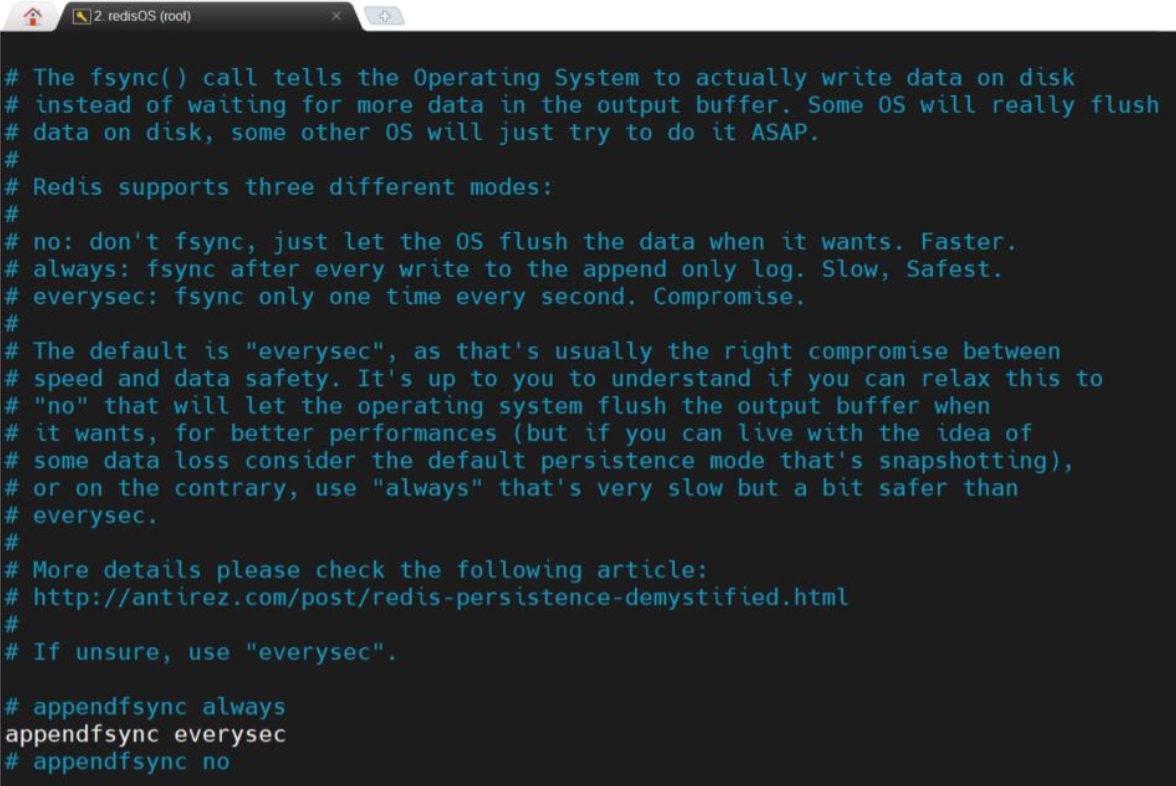 2. redisOS (root)
# The fsync() call tells the Operating System to actually write data on disk
# instead of waiting for more data in the output buffer. Some OS will really flush
# data on disk, some other OS will just try to do it ASAP.
#
# Redis supports three different modes:
#
# no: don't fsync, just let the OS flush the data when it wants. Faster.
# always: fsync after every write to the append only log. Slow, Safest.
# everysec: fsync only one time every second. Compromise.
#
# The default is "everysec", as that's usually the right compromise between
# speed and data safety. It's up to you to understand if you can relax this to
# "no" that will let the operating system flush the output buffer when
# it wants, for better performances (but if you can live with the idea of
# some data loss consider the default persistence mode that's snapshotting),
# or on the contrary, use "always" that's very slow but a bit safer than
# everysec.
#
# More details please check the following article:
# http://antirez.com/post/redis-persistence-demystified.html
#
# If unsure, use "everysec".
# appendfsync always
appendfsync everysec
# appendfsync no